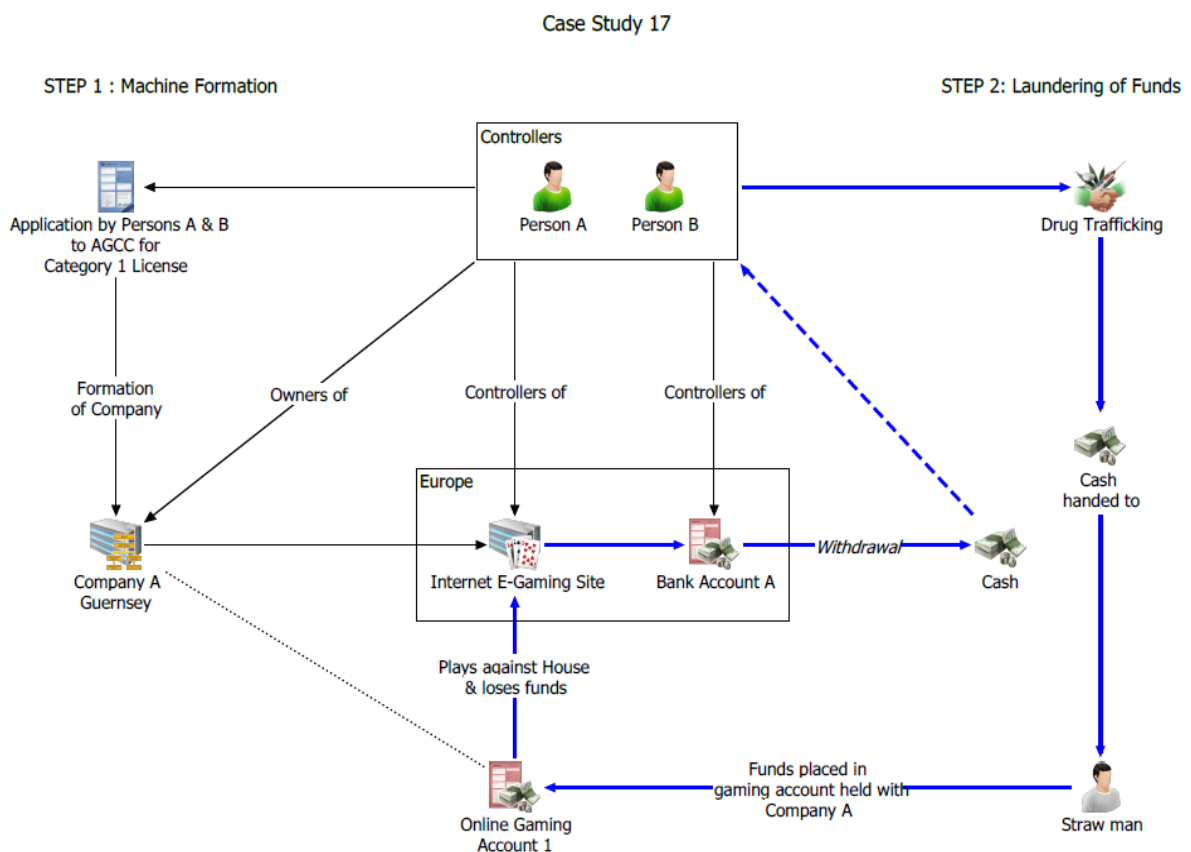 Case Study 17
STEP 1 : Machine Formation
STEP 2: Laundering of Funds
Controllers
Person A
Person B
Application by Persons A & B
to AGCC for
Category 1 License
Drug Trafficking
Formation
of Company
Owners of
Controllers of
Controllers of
Cash
handed to
Europe
Company A
Guernsey
Internet E-Gaming Site
Bank Account A
Withdrawal
Cash
Plays against House
& loses funds
Funds placed in
gaming account held with
Company A
Online Gaming
Account 1
Straw man